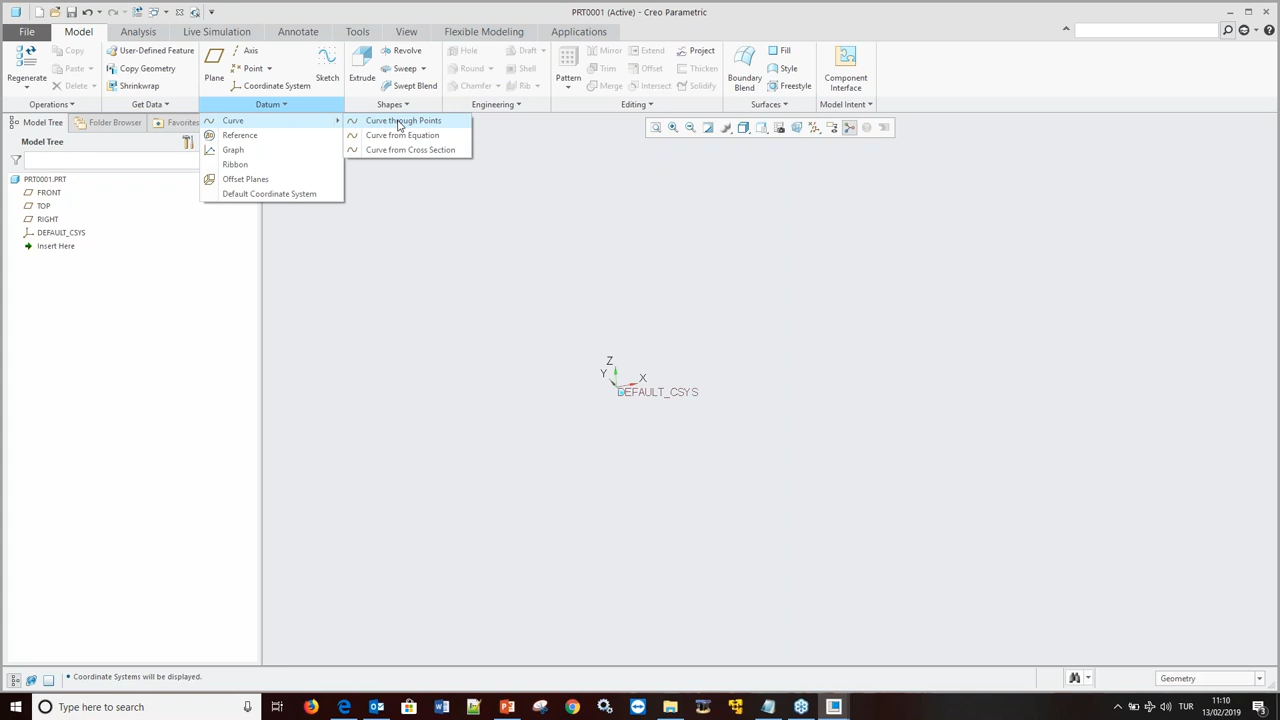 PRT0001 (Active) - Creo Parametric
File Model Analysis Live Simulation Annotate Tools View Flexible Modeling Applications
Regenerate Copy Paste Delete
User-Defined Feature
Copy Geometry
Shrinkwrap
Plane Axis Point Coordinate System Sketch
Extrude Revolve Sweep Swept Blend
Hole Round Chamfer Draft Shell Rib
Pattern Mirror Trim Merge Extend Offset Intersect Project Thicken Solidify
Boundary Blend Fill Style Freestyle
Component Interface
Operations Get Data Datum Shapes Engineering Editing Surfaces Model Intent
Model Tree Folder Browser Favorites
Model Tree
PRT0001.PRT
FRONT
TOP
RIGHT
DEFAULT_CSYS
Insert Here
Curve
Reference
Graph
Ribbon
Offset Planes
Default Coordinate System
Curve through Points
Curve from Equation
Curve from Cross Section
Z
Y X
DEFAULT_CSYS
• Coordinate Systems will be displayed.
Geometry
Type here to search
TUR
11:10
13/02/2019